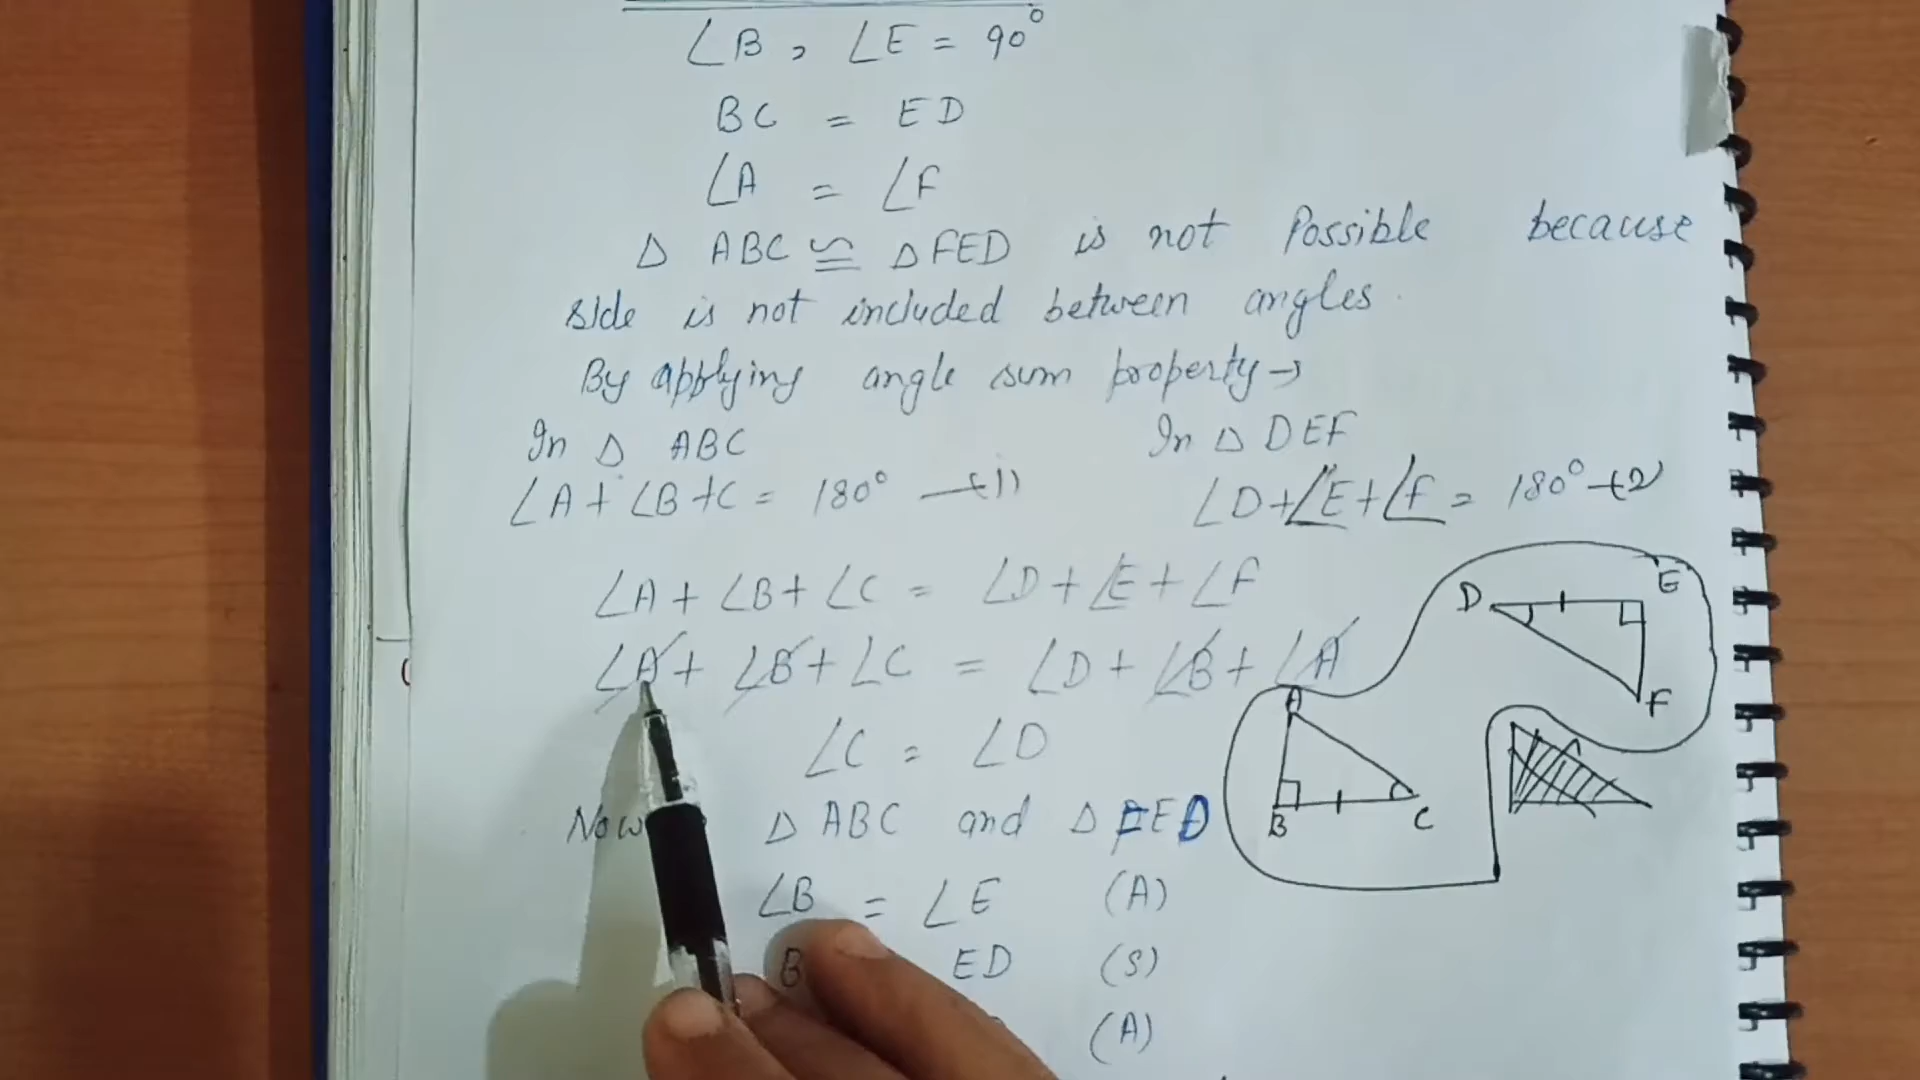 ∠B, ∠E = 90°
BC = ED
∠A = ∠F
Δ ABC ≅ Δ FED is not Possible because
side is not included between angles.
By applying angle sum property→
In Δ ABC
In Δ DEF
∠A + ∠B + C = 180° —(1)
∠D + ∠E + ∠F = 180° —(2)
∠A + ∠B + ∠C = ∠D + ∠E + ∠F
∠A + ∠B + ∠C = ∠D + ∠B + ∠A
∠C = ∠D
Now Δ ABC and Δ FED
∠B = ∠E (A)
B ED (S)
(A)
D E
F
A
B C